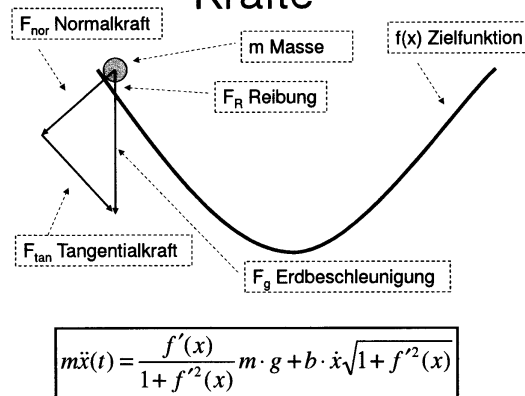 Kräfte
F_nor Normalkraft
m Masse
f(x) Zielfunktion
F_R Reibung
F_tan Tangentialkraft
F_g Erdbeschleunigung
mẍ(t) = f′(x) / (1 + f′²(x)) m · g + b · ẋ√(1 + f′²(x))